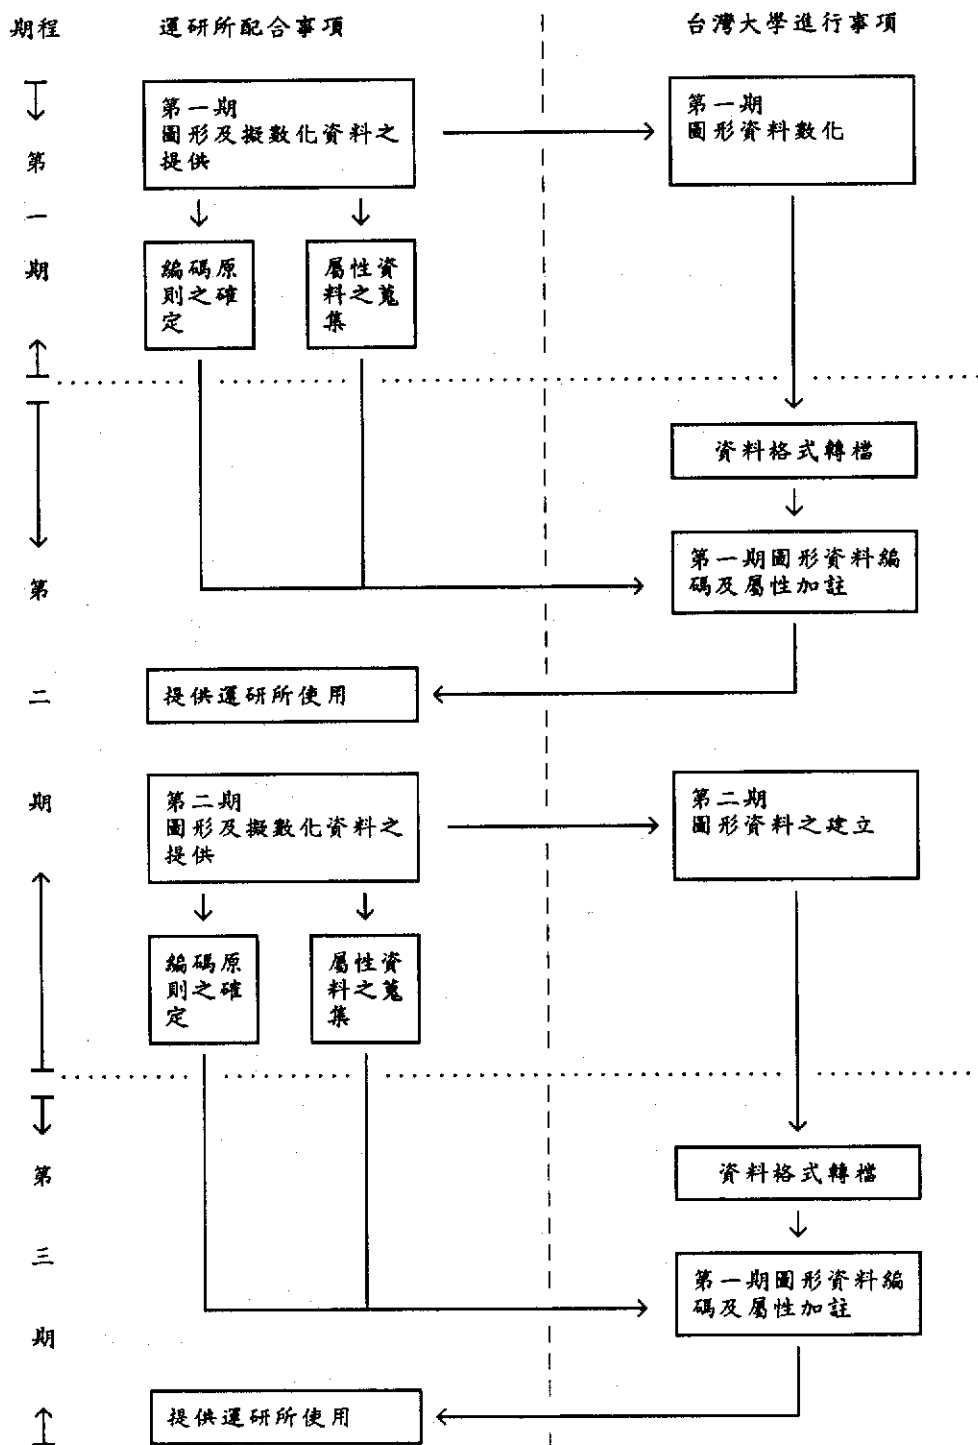 期程
運研所配合事項
台灣大學進行事項
第一期
圖形及擬數化資料之
提供
第一期
圖形資料數化
第
一
期
編碼原
則之確
定
屬性資
料之蒐
集
資料格式轉檔
第一期圖形資料編
碼及屬性加註
第
二
期
提供運研所使用
第二期
圖形及擬數化資料之
提供
第二期
圖形資料之建立
編碼原
則之確
定
屬性資
料之蒐
集
第
三
期
資料格式轉檔
第一期圖形資料編
碼及屬性加註
提供運研所使用